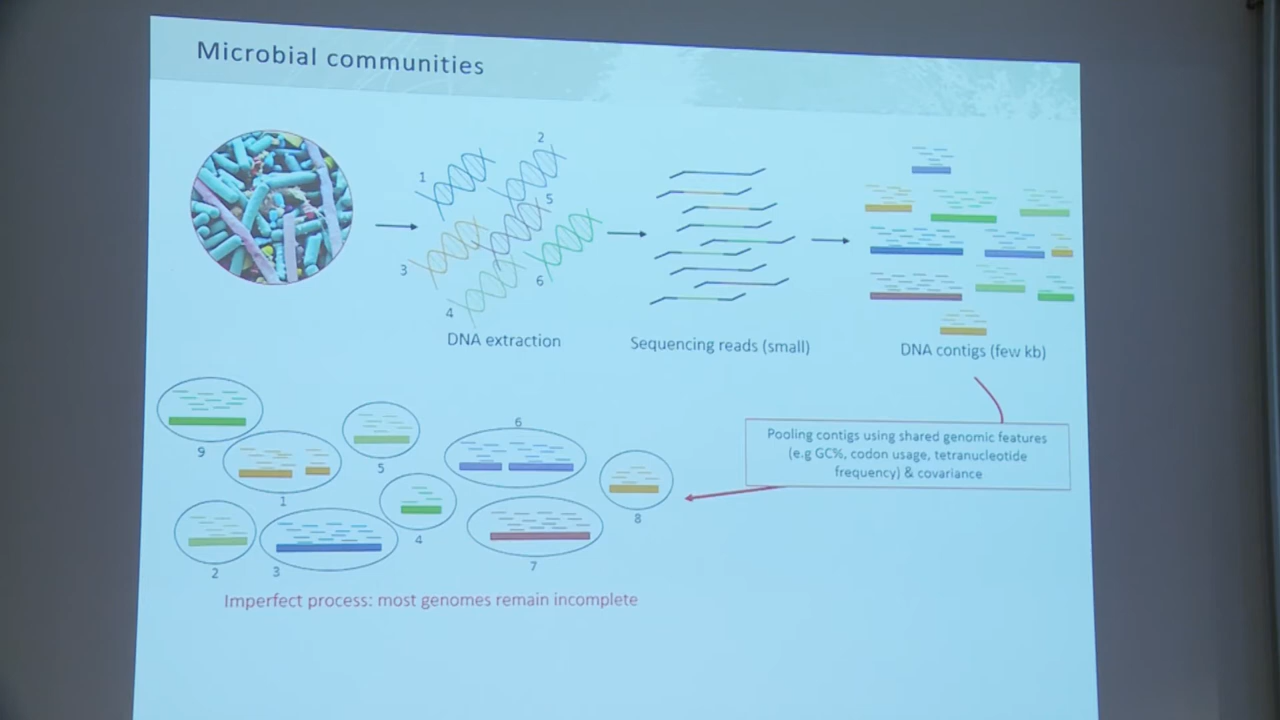 Microbial communities
1
2
3
4
5
6
DNA extraction
Sequencing reads (small)
DNA contigs (few kb)
Pooling contigs using shared genomic features
(e.g GC%, codon usage, tetranucleotide
frequency) & covariance
9
1
5
6
8
2
3
4
7
Imperfect process: most genomes remain incomplete